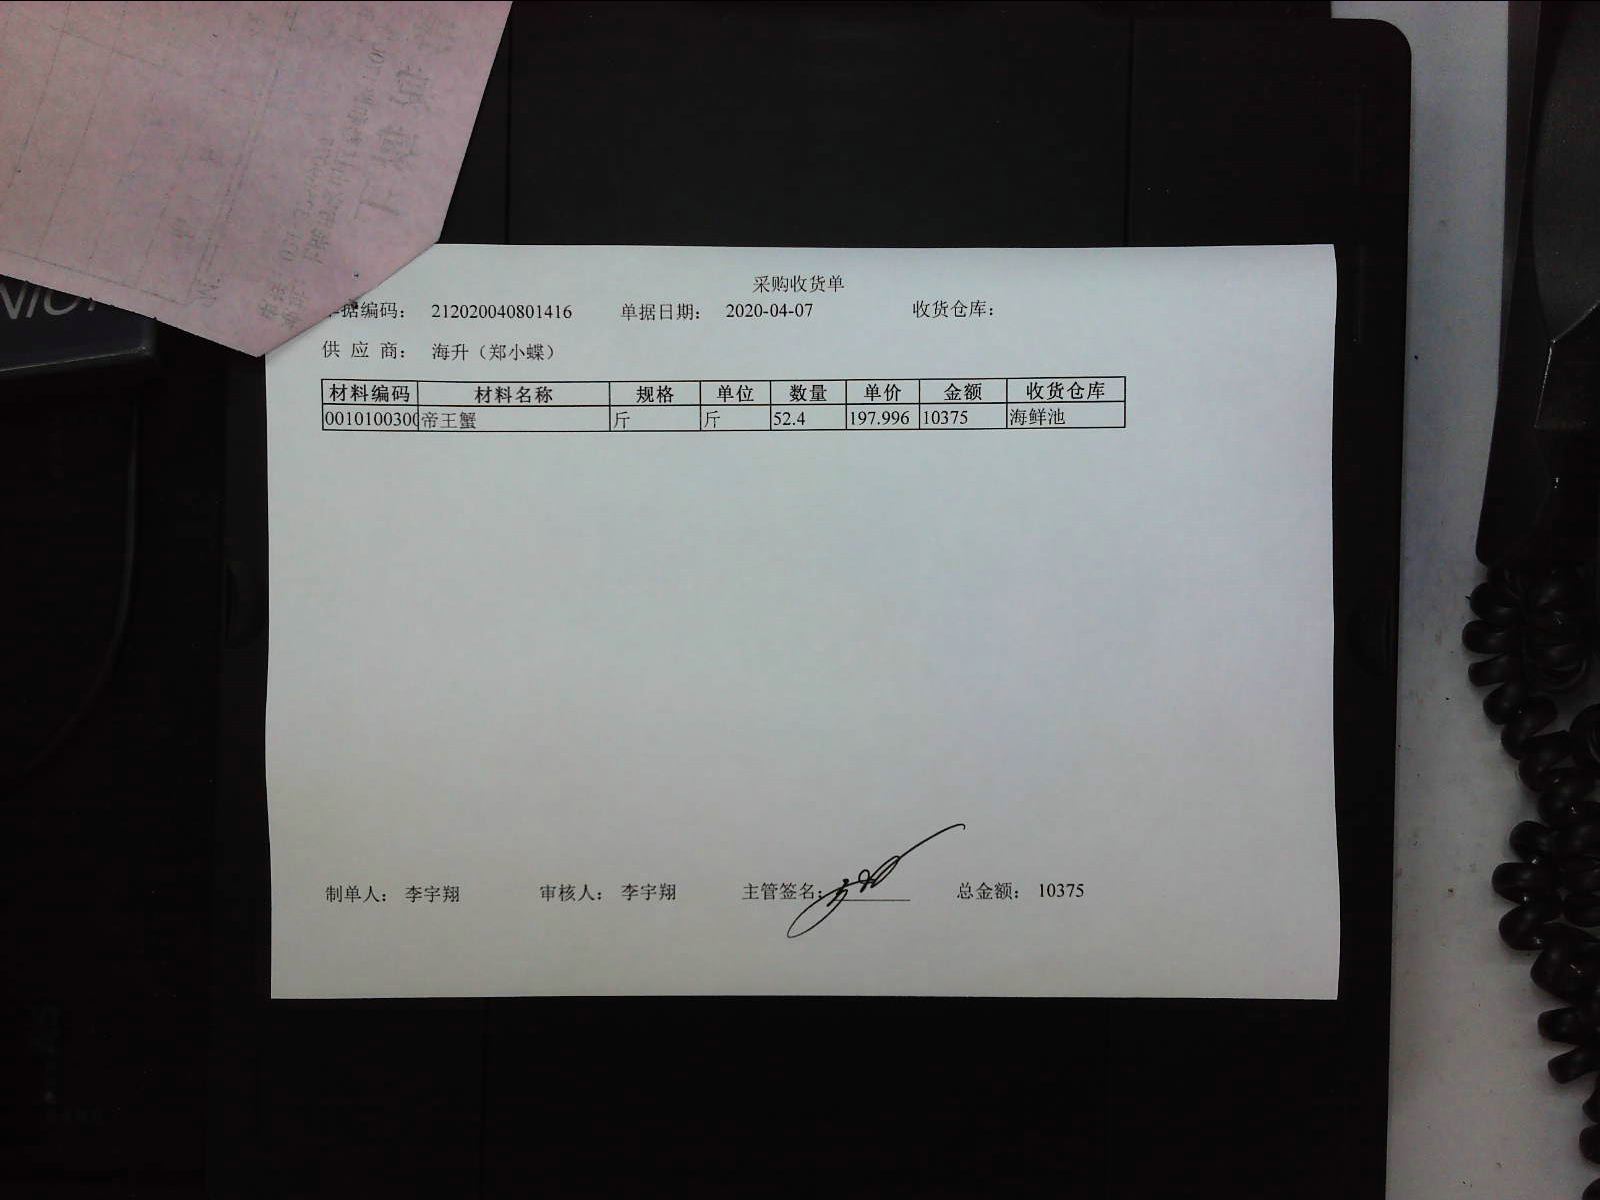 采购收货单
据编码： 212020040801416 单据日期： 2020-04-07 收货仓库：
供 应 商： 海升（郑小蝶）
材料编码 材料名称 规格 单位 数量 单价 金额 收货仓库
0010100300 帝王蟹 斤 斤 52.4 197.996 10375 海鲜池
制单人： 李宇翔 审核人： 李宇翔 主管签名： 总金额： 10375